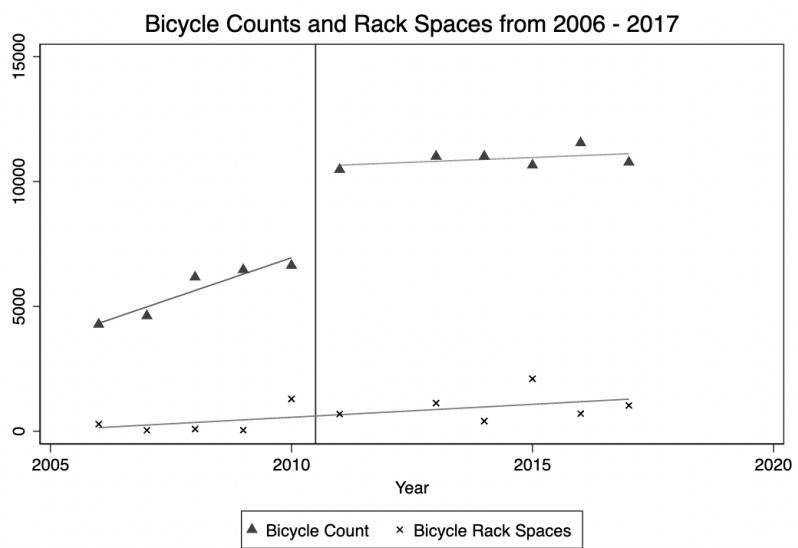 Bicycle Counts and Rack Spaces from 2006 - 2017
15000
10000
5000
0
2005 2010 2015 2020
Year
Bicycle Count Bicycle Rack Spaces